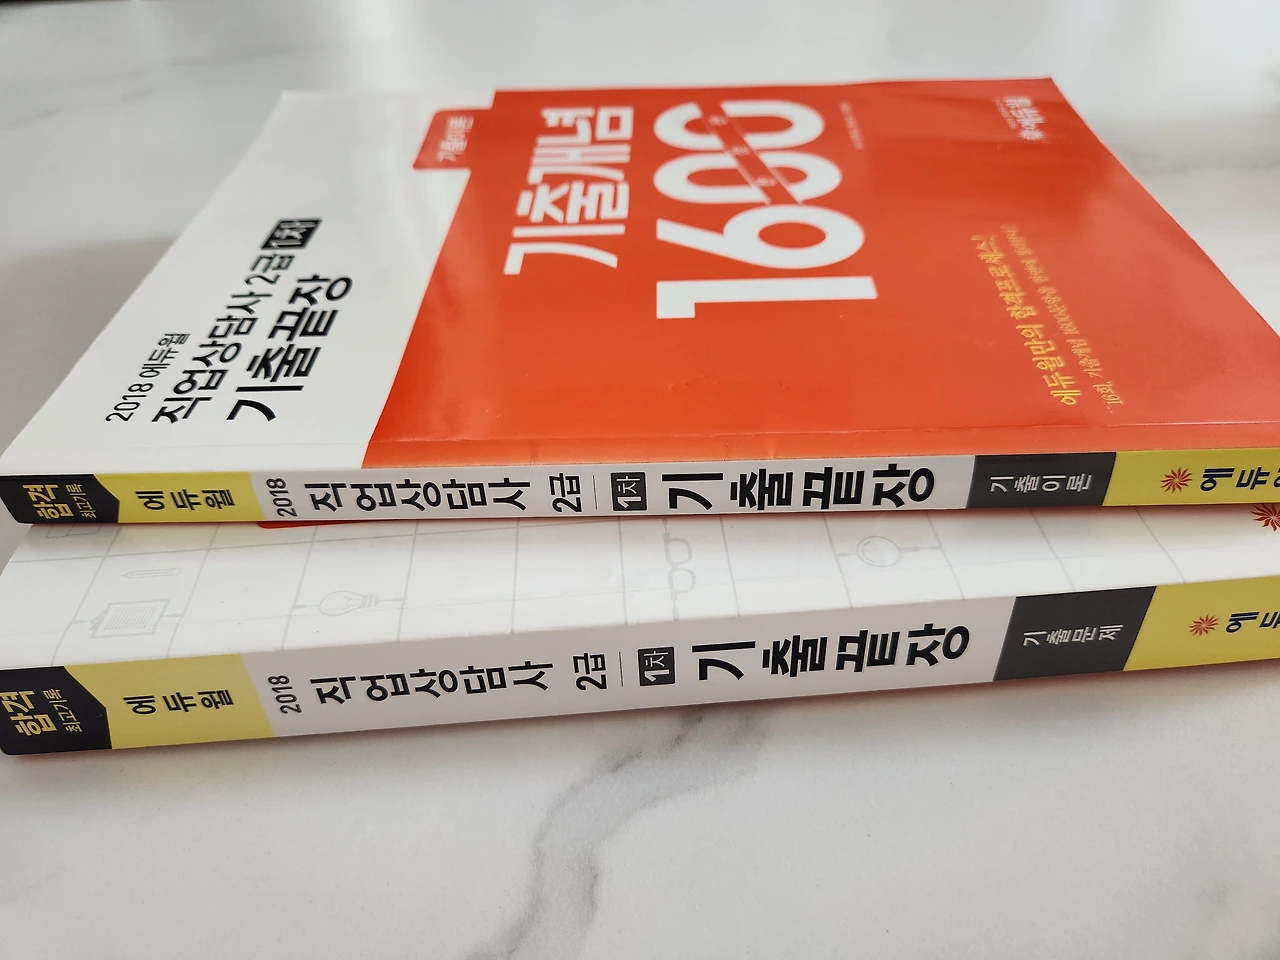 2018 에듀윌
직업상담사 2급 1차
기출끝장
기출이론
기출개념
1600
에듀윌만의 합격프로세스!
에듀윌
합격
최고기록
에듀윌
2018
직업상담사 2급
1차
기출끝장
기출이론
합격
최고기록
에듀윌
2018
직업상담사 2급
1차
기출끝장
기출문제